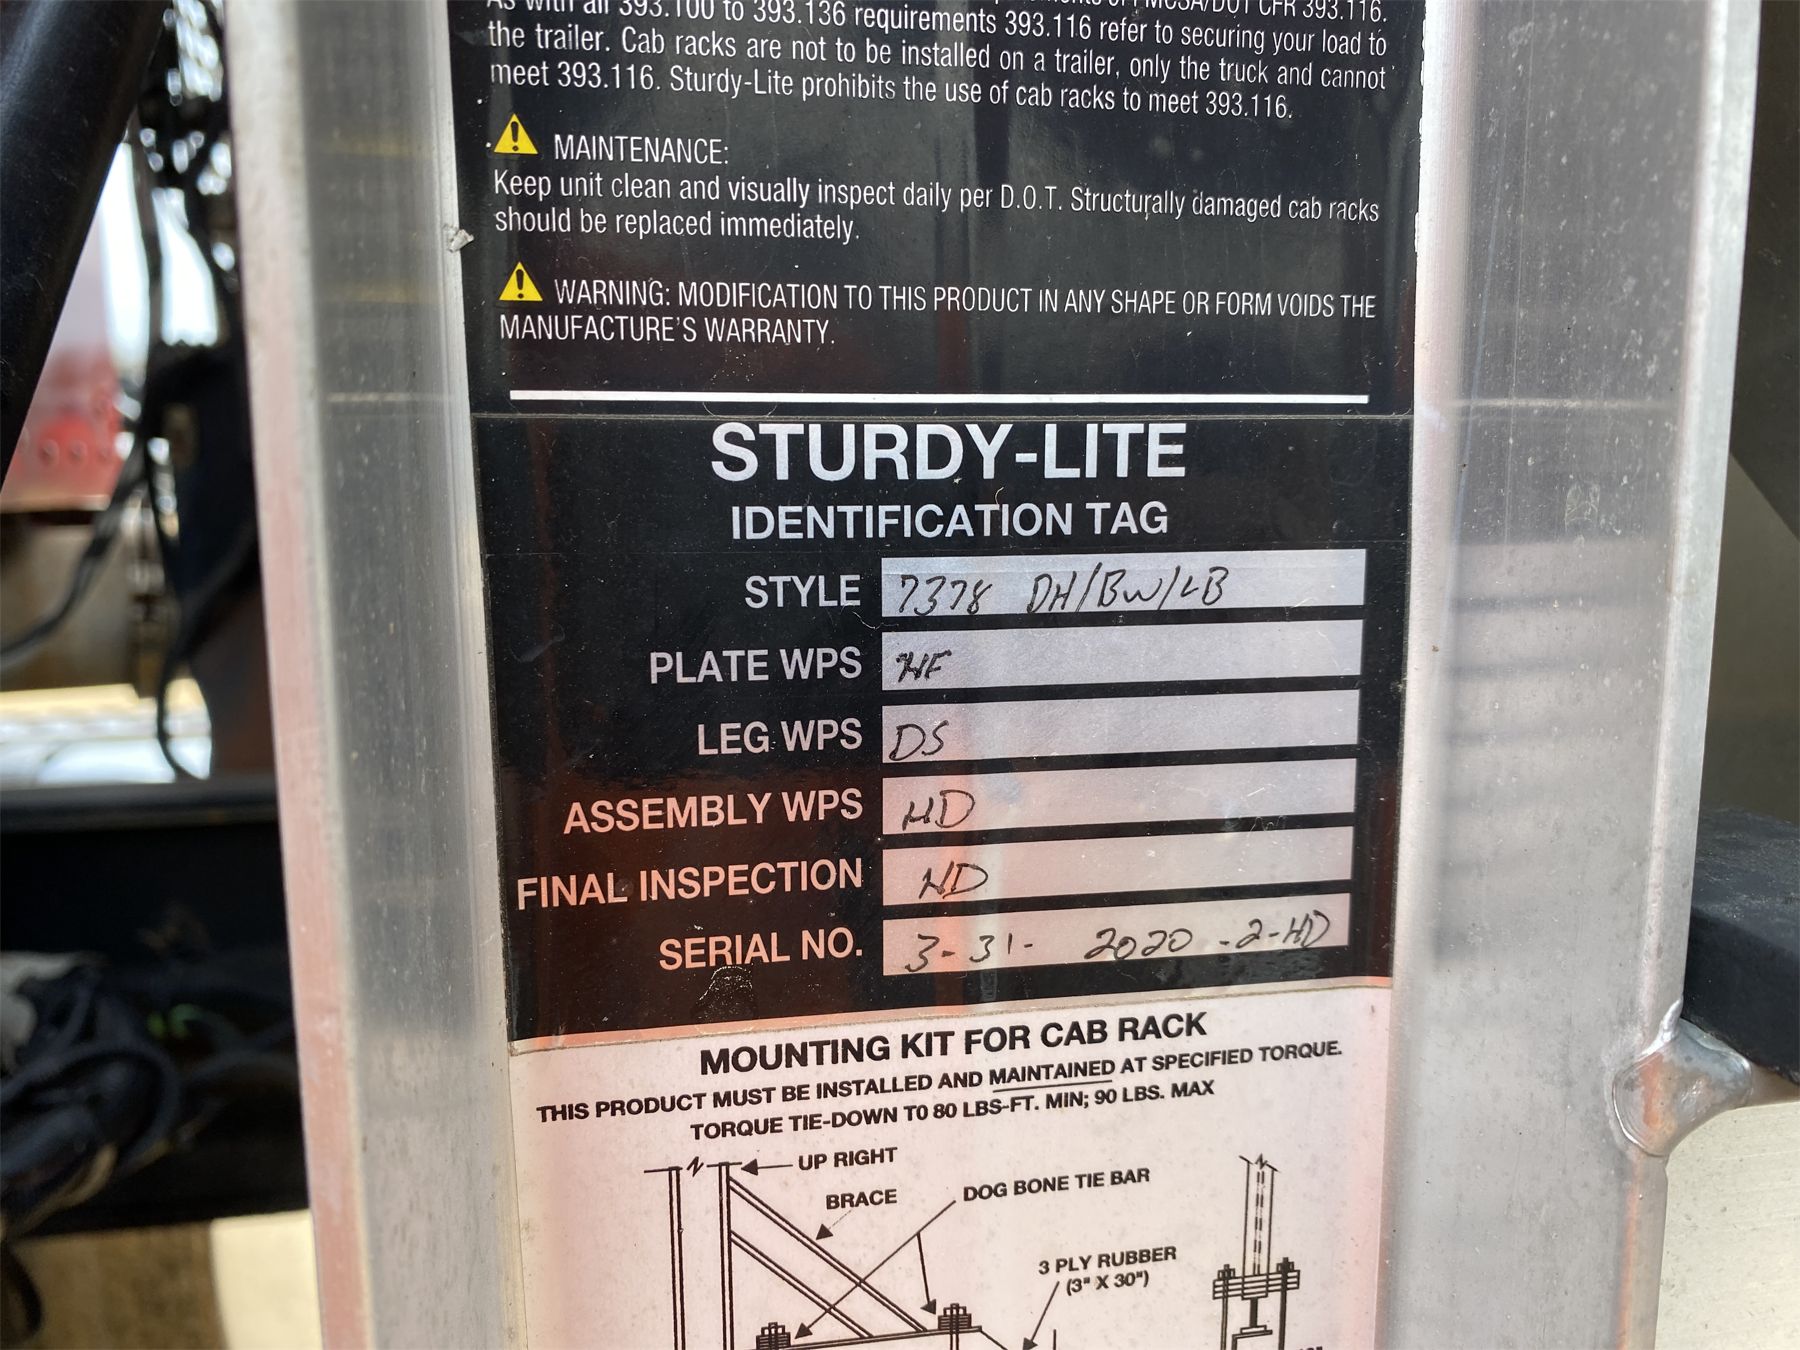 As with all 393.100 to 393.136 requirements 393.116 refer to securing your load to
the trailer. Cab racks are not to be installed on a trailer, only the truck and cannot
meet 393.116. Sturdy-Lite prohibits the use of cab racks to meet 393.116.
MAINTENANCE:
Keep unit clean and visually inspect daily per D.O.T. Structurally damaged cab racks
should be replaced immediately.
WARNING: MODIFICATION TO THIS PRODUCT IN ANY SHAPE OR FORM VOIDS THE
MANUFACTURE'S WARRANTY.
STURDY-LITE
IDENTIFICATION TAG
STYLE 7378 DH/BW/LB
PLATE WPS
LEG WPS DS
ASSEMBLY WPS HD
FINAL INSPECTION HD
SERIAL NO. 3-31- 2020 -2-HD
MOUNTING KIT FOR CAB RACK
THIS PRODUCT MUST BE INSTALLED AND MAINTAINED AT SPECIFIED TORQUE.
TORQUE TIE-DOWN TO 80 LBS-FT. MIN; 90 LBS. MAX
UP RIGHT
BRACE
DOG BONE TIE BAR
3 PLY RUBBER
(3" X 30")